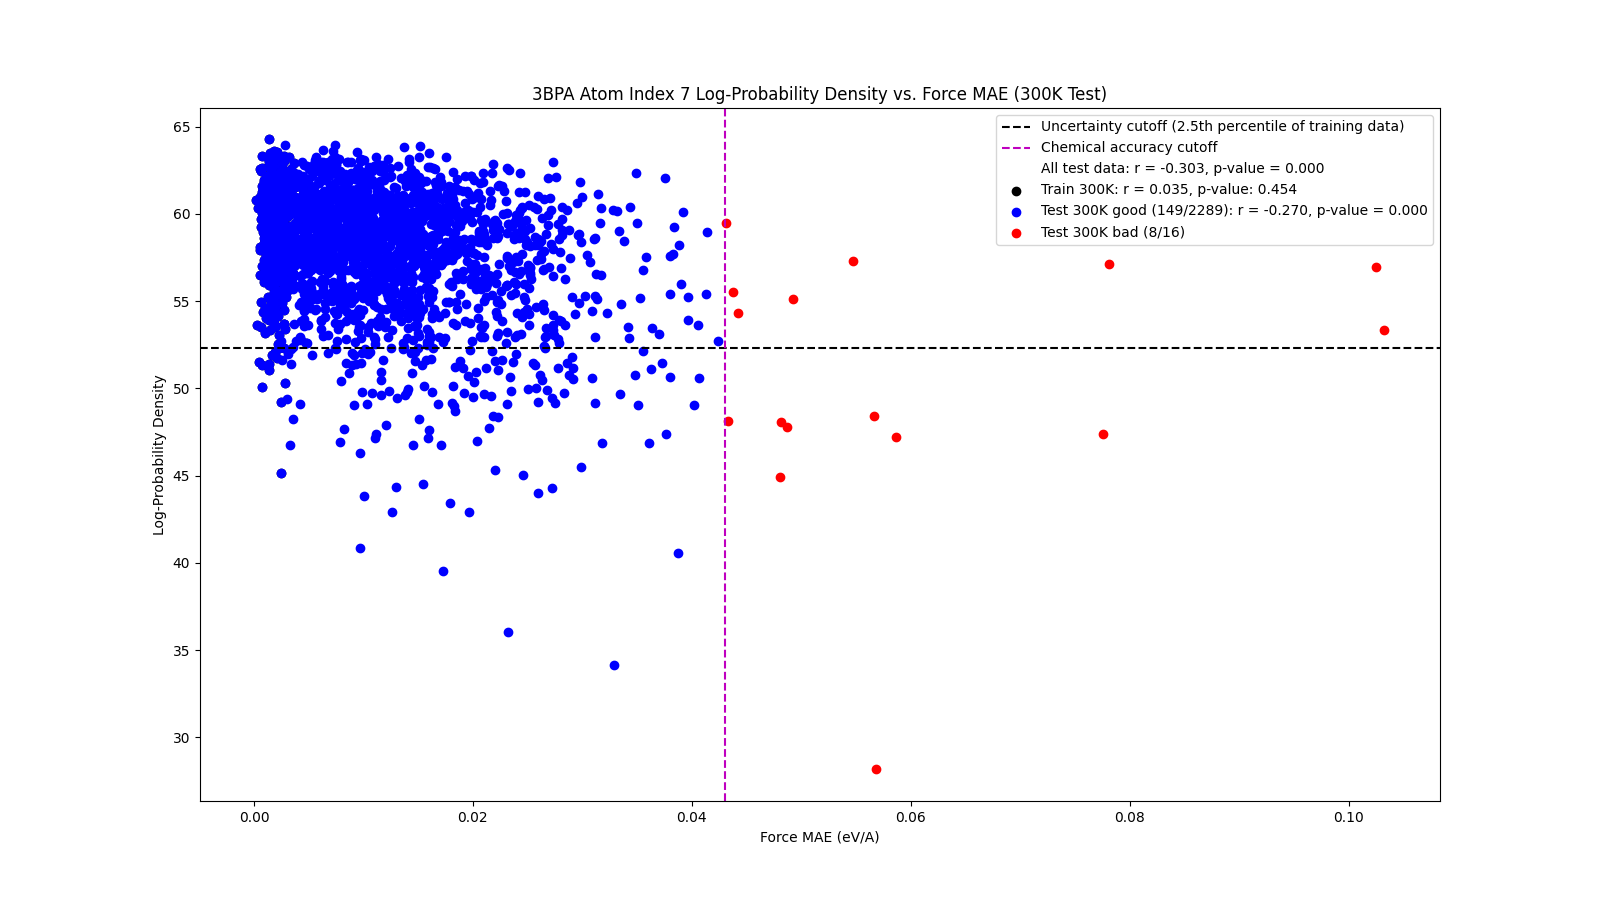 3BPA Atom Index 7 Log-Probability Density vs. Force MAE (300K Test)
Uncertainty cutoff (2.5th percentile of training data)
Chemical accuracy cutoff
All test data: r = -0.303, p-value = 0.000
Train 300K: r = 0.035, p-value: 0.454
Test 300K good (149/2289): r = -0.270, p-value = 0.000
Test 300K bad (8/16)
Log-Probability Density
65
60
55
50
45
40
35
30
0.00 0.02 0.04 0.06 0.08 0.10
Force MAE (eV/A)